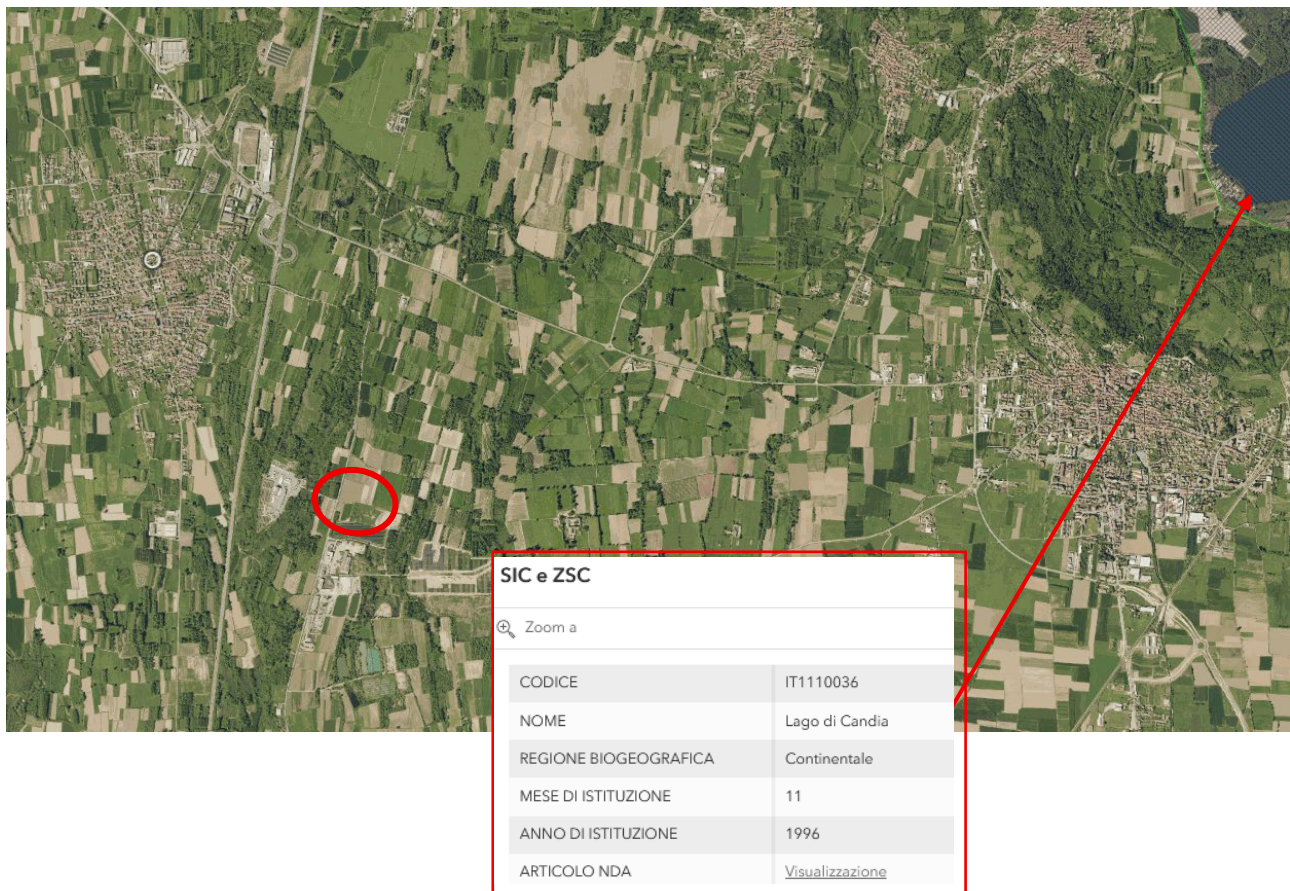 SIC e ZSC
Zoom a
CODICE IT1110036
NOME Lago di Candia
REGIONE BIOGEOGRAFICA Continentale
MESE DI ISTITUZIONE 11
ANNO DI ISTITUZIONE 1996
ARTICOLO NDA Visualizzazione